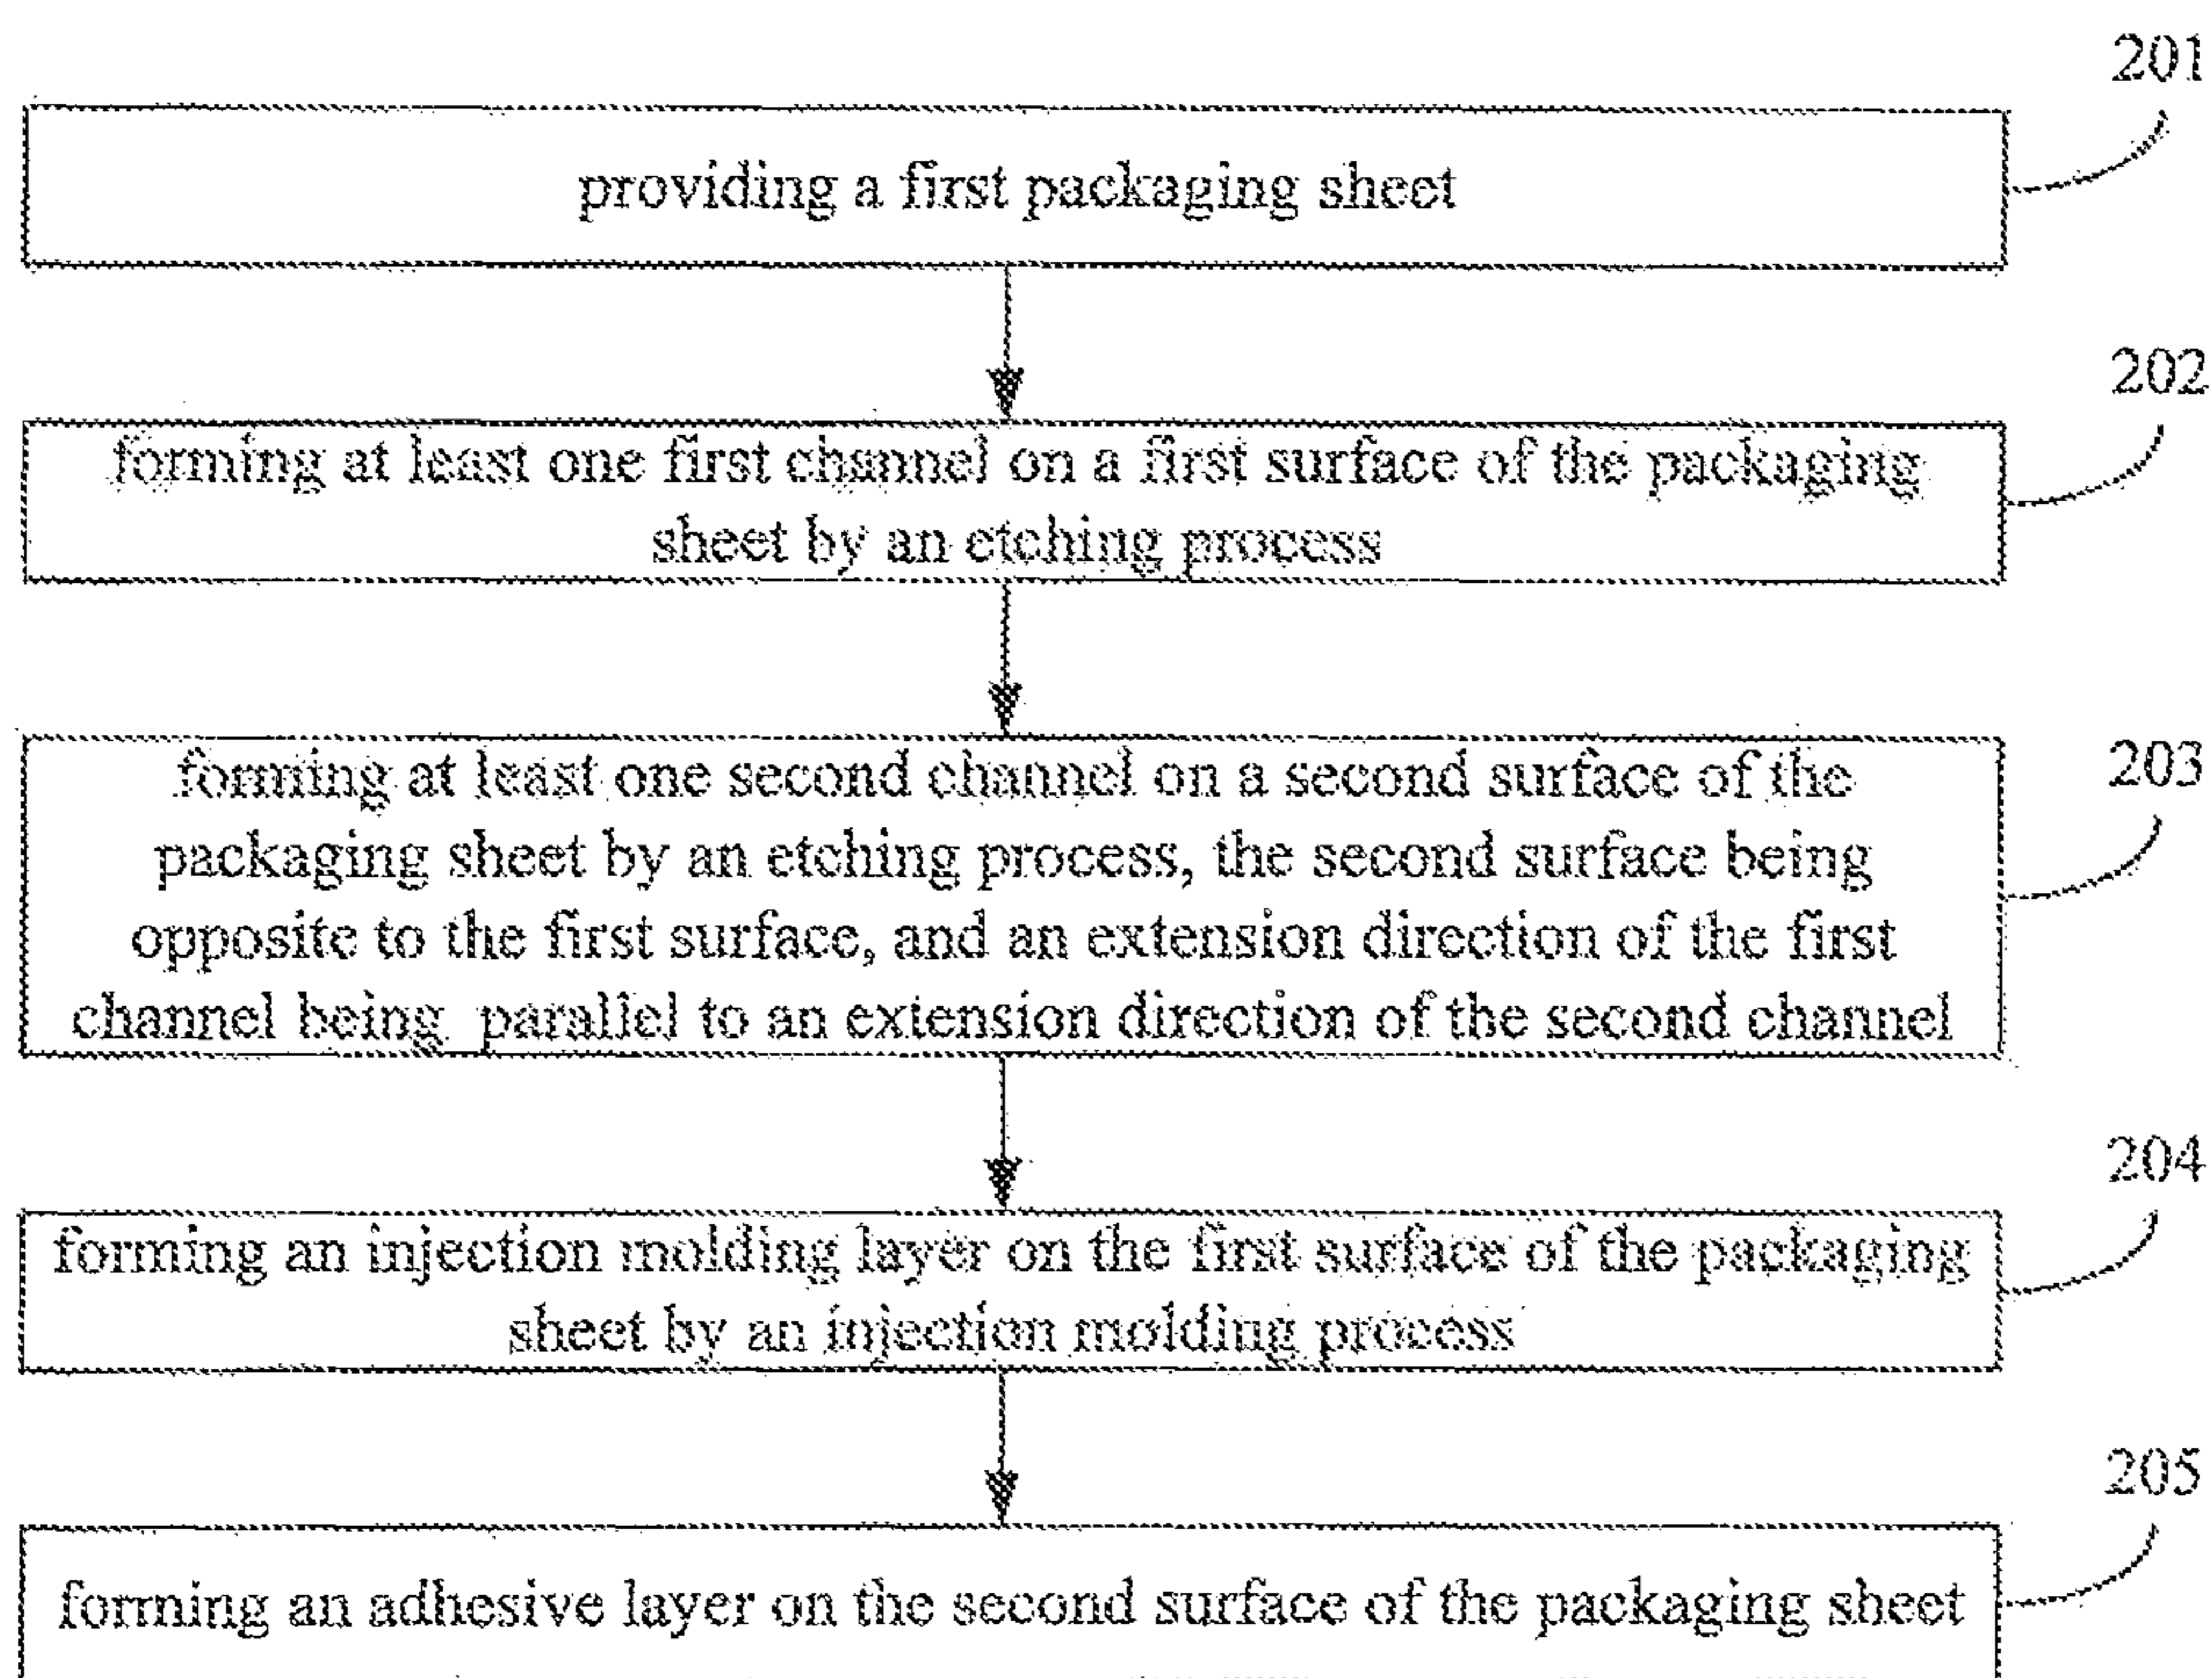 201
providing a first packaging sheet
202
forming at least one first channel on a first surface of the packaging
sheet by an etching process
203
forming at least one second channel on a second surface of the
packaging sheet by an etching process, the second surface being
opposite to the first surface, and an extension direction of the first
channel being parallel to an extension direction of the second channel
204
forming an injection molding layer on the first surface of the packaging
sheet by an injection molding process
205
forming an adhesive layer on the second surface of the packaging sheet